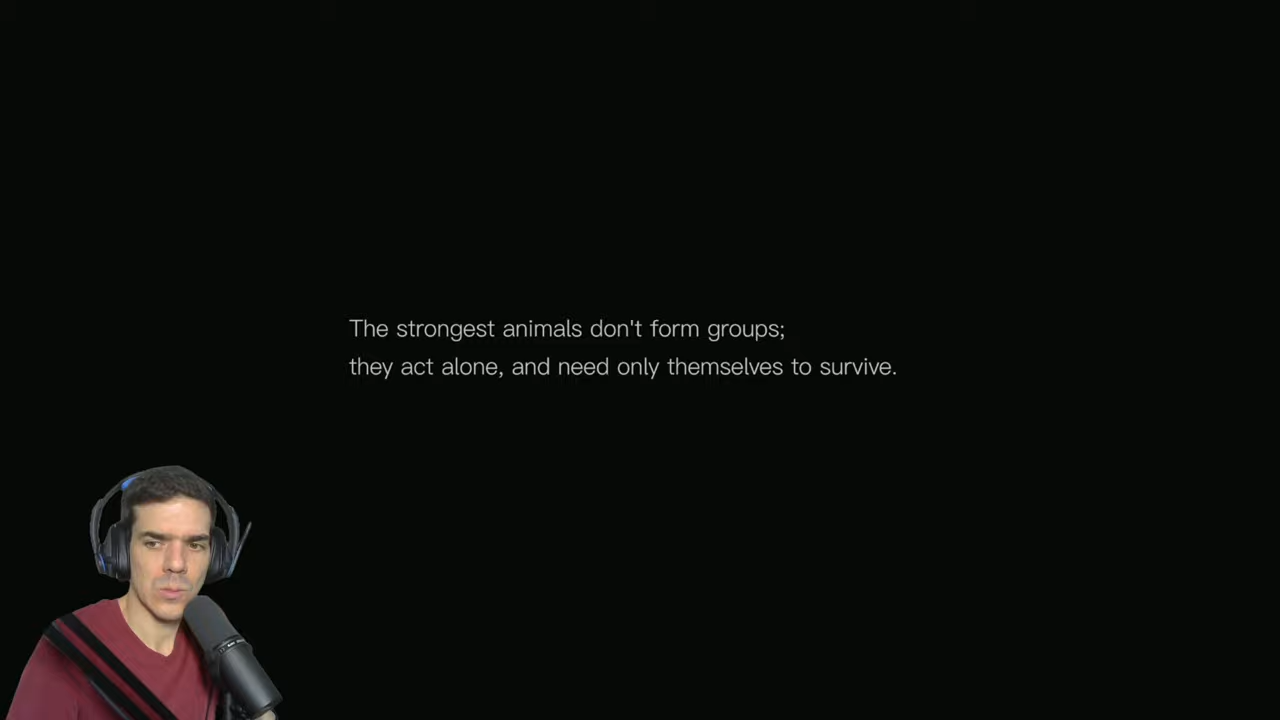 The strongest animals don't form groups;
they act alone, and need only themselves to survive.